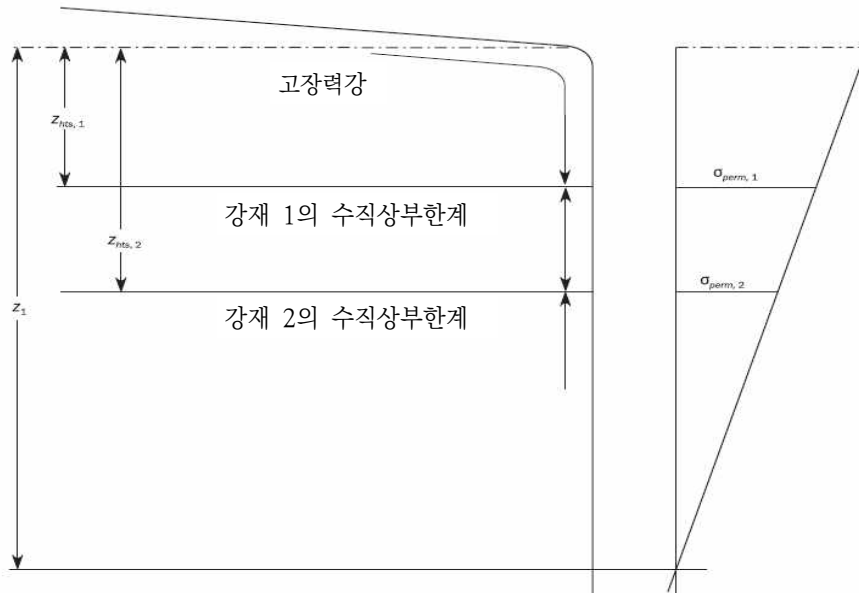 고장력강
z_hts, 1
σ_perm, 1
강재 1의 수직상부한계
z_hts, 2
σ_perm, 2
z_1
강재 2의 수직상부한계